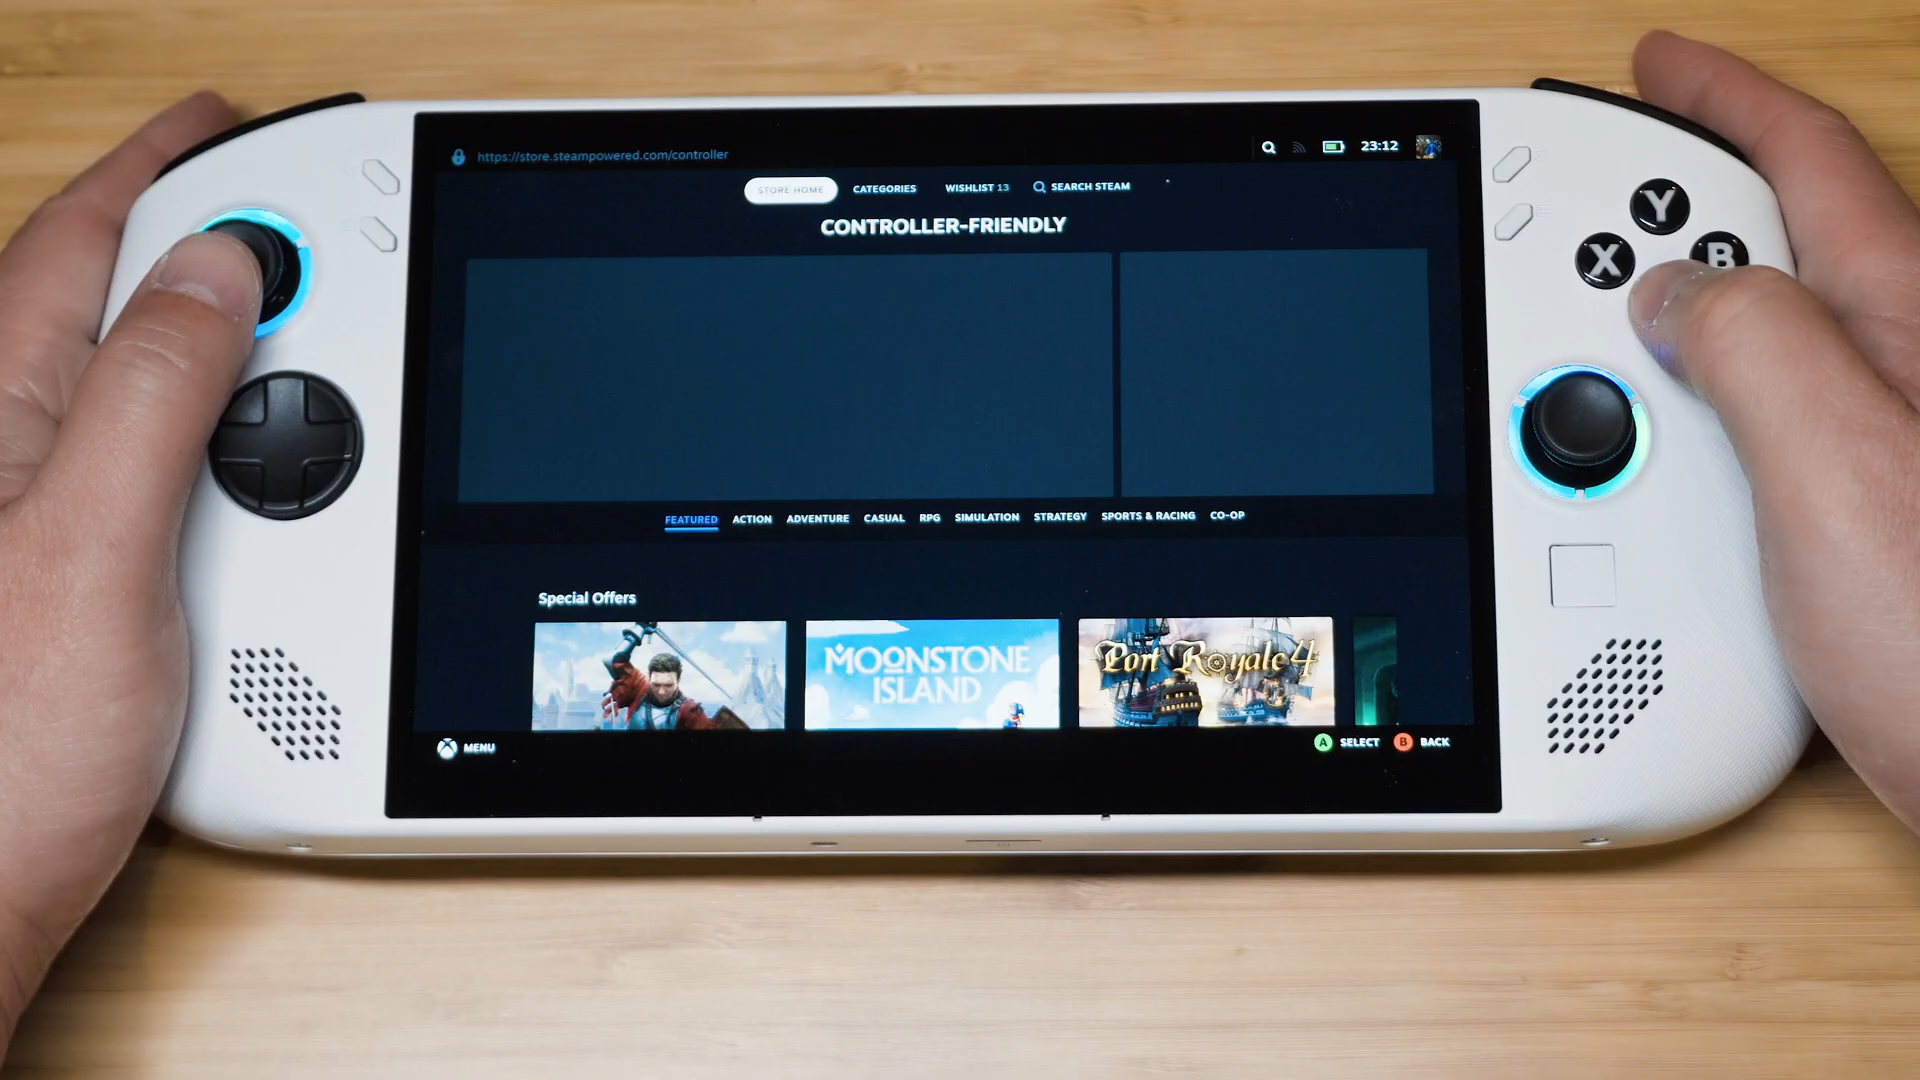 https://store.steampowered.com/controller
23:12
STORE HOME CATEGORIES WISHLIST 13 SEARCH STEAM
CONTROLLER-FRIENDLY
FEATURED ACTION ADVENTURE CASUAL RPG SIMULATION STRATEGY SPORTS & RACING CO-OP
Special Offers
MOONSTONE
ISLAND
Port Royale 4
MENU
A SELECT B BACK
Y
X
B